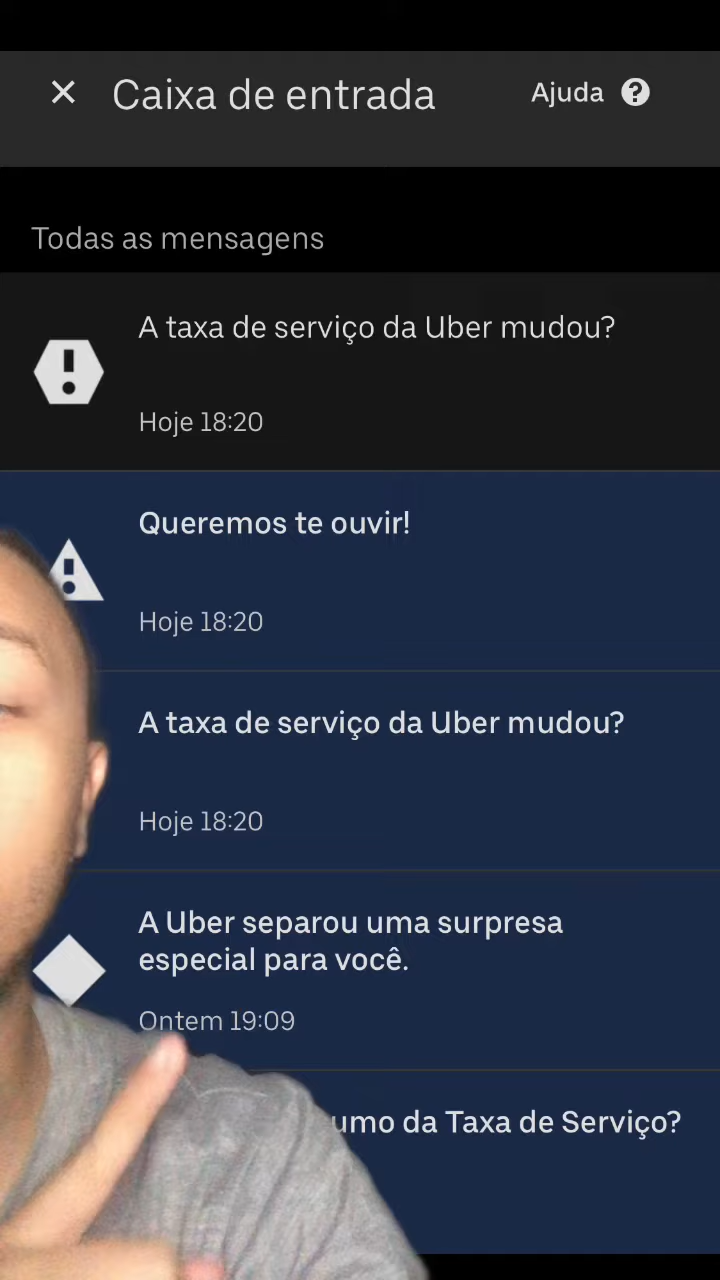 Caixa de entrada
Ajuda
Todas as mensagens
A taxa de serviço da Uber mudou?
Hoje 18:20
Queremos te ouvir!
Hoje 18:20
A taxa de serviço da Uber mudou?
Hoje 18:20
A Uber separou uma surpresa
especial para você.
Ontem 19:09
da Taxa de Serviço?